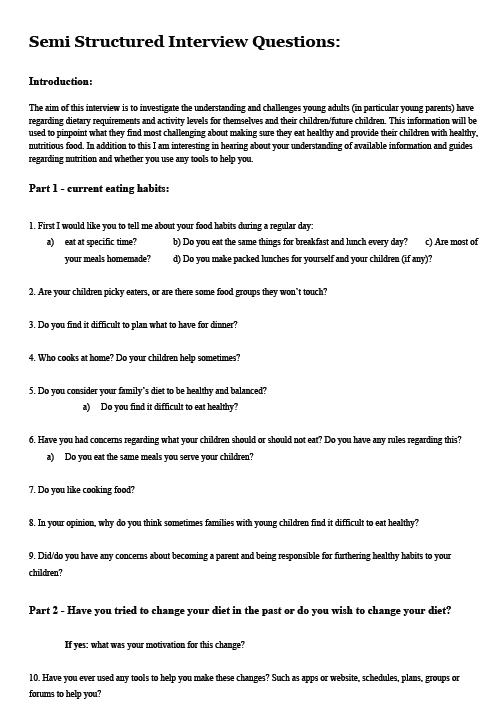 Semi Structured Interview Questions:
Introduction:
The aim of this interview is to investigate the understanding and challenges young adults (in particular young parents) have
regarding dietary requirements and activity levels for themselves and their children/future children. This information will be
used to pinpoint what they find most challenging about making sure they eat healthy and provide their children with healthy,
nutritious food. In addition to this I am interesting in hearing about your understanding of available information and guides
regarding nutrition and whether you use any tools to help you.
Part 1 - current eating habits:
1. First I would like you to tell me about your food habits during a regular day:
a) eat at specific time? b) Do you eat the same things for breakfast and lunch every day? c) Are most of
your meals homemade? d) Do you make packed lunches for yourself and your children (if any)?
2. Are your children picky eaters, or are there some food groups they won't touch?
3. Do you find it difficult to plan what to have for dinner?
4. Who cooks at home? Do your children help sometimes?
5. Do you consider your family's diet to be healthy and balanced?
a) Do you find it difficult to eat healthy?
6. Have you had concerns regarding what your children should or should not eat? Do you have any rules regarding this?
a) Do you eat the same meals you serve your children?
7. Do you like cooking food?
8. In your opinion, why do you think sometimes families with young children find it difficult to eat healthy?
9. Did/do you have any concerns about becoming a parent and being responsible for furthering healthy habits to your
children?
Part 2 - Have you tried to change your diet in the past or do you wish to change your diet?
If yes: what was your motivation for this change?
10. Have you ever used any tools to help you make these changes? Such as apps or website, schedules, plans, groups or
forums to help you?